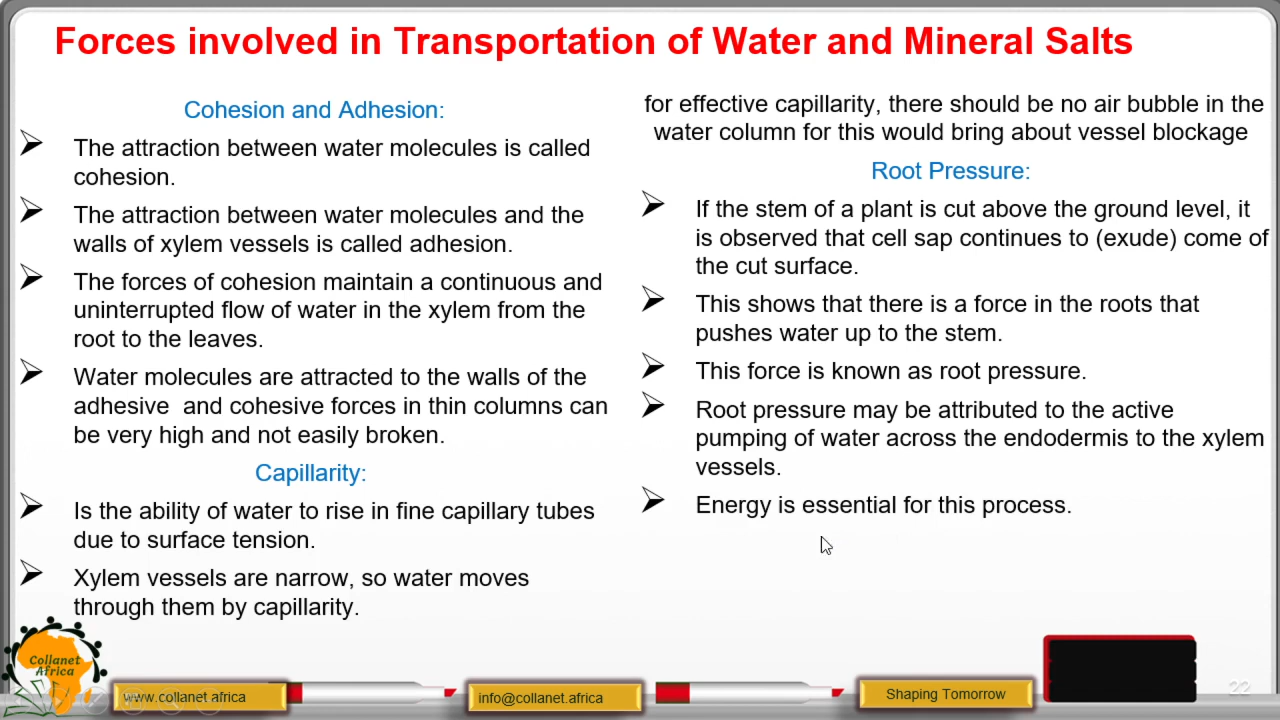 Forces involved in Transportation of Water and Mineral Salts
Cohesion and Adhesion:
The attraction between water molecules is called
cohesion.
The attraction between water molecules and the
walls of xylem vessels is called adhesion.
The forces of cohesion maintain a continuous and
uninterrupted flow of water in the xylem from the
root to the leaves.
Water molecules are attracted to the walls of the
adhesive  and cohesive forces in thin columns can
be very high and not easily broken.
Capillarity:
Is the ability of water to rise in fine capillary tubes
due to surface tension.
Xylem vessels are narrow, so water moves
through them by capillarity.
for effective capillarity, there should be no air bubble in the
water column for this would bring about vessel blockage
Root Pressure:
If the stem of a plant is cut above the ground level, it
is observed that cell sap continues to (exude) come of
the cut surface.
This shows that there is a force in the roots that
pushes water up to the stem.
This force is known as root pressure.
Root pressure may be attributed to the active
pumping of water across the endodermis to the xylem
vessels.
Energy is essential for this process.
Collanet
Africa
www.collanet.africa
info@collanet.africa
Shaping Tomorrow
22